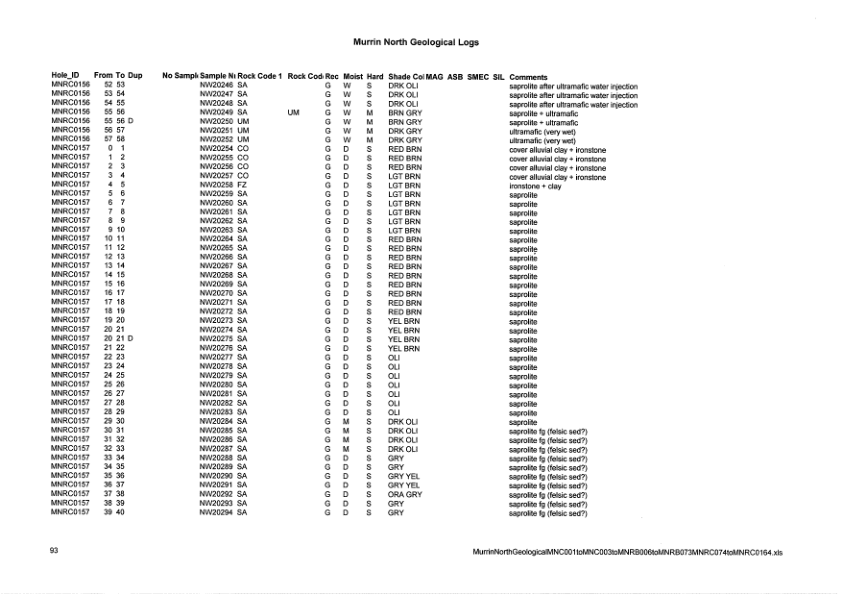 Murrin North Geological Logs
Hole_ID From To Dup No Sampl Sample Ni Rock Code 1 Rock Cod Rec Moist Hard Shade Col MAG ASB SMEC SIL Comments
MNRC0156 52 53 NW20246 SA G W S DRK OLI saprolite after ultramafic water injection
MNRC0156 53 54 NW20247 SA G W S DRK OLI saprolite after ultramafic water injection
MNRC0156 54 55 NW20248 SA G W S DRK OLI saprolite after ultramafic water injection
MNRC0156 55 56 NW20249 SA UM G W M BRN GRY saprolite + ultramafic
MNRC0156 55 56 D NW20250 UM G W M BRN GRY saprolite + ultramafic
MNRC0156 56 57 NW20251 UM G W M DRK GRY ultramafic (very wet)
MNRC0156 57 58 NW20252 UM G W M DRK GRY ultramafic (very wet)
MNRC0157 0 1 NW20254 CO G D S RED BRN cover alluvial clay + ironstone
MNRC0157 1 2 NW20255 CO G D S RED BRN cover alluvial clay + ironstone
MNRC0157 2 3 NW20256 CO G D S RED BRN cover alluvial clay + ironstone
MNRC0157 3 4 NW20257 CO G D S LGT BRN cover alluvial clay + ironstone
MNRC0157 4 5 NW20258 FZ G D S LGT BRN ironstone + clay
MNRC0157 5 6 NW20259 SA G D S LGT BRN saprolite
MNRC0157 6 7 NW20260 SA G D S LGT BRN saprolite
MNRC0157 7 8 NW20261 SA G D S LGT BRN saprolite
MNRC0157 8 9 NW20262 SA G D S LGT BRN saprolite
MNRC0157 9 10 NW20263 SA G D S LGT BRN saprolite
MNRC0157 10 11 NW20264 SA G D S RED BRN saprolite
MNRC0157 11 12 NW20265 SA G D S RED BRN saprolite
MNRC0157 12 13 NW20266 SA G D S RED BRN saprolite
MNRC0157 13 14 NW20267 SA G D S RED BRN saprolite
MNRC0157 14 15 NW20268 SA G D S RED BRN saprolite
MNRC0157 15 16 NW20269 SA G D S RED BRN saprolite
MNRC0157 16 17 NW20270 SA G D S RED BRN saprolite
MNRC0157 17 18 NW20271 SA G D S RED BRN saprolite
MNRC0157 18 19 NW20272 SA G D S RED BRN saprolite
MNRC0157 19 20 NW20273 SA G D S YEL BRN saprolite
MNRC0157 20 21 NW20274 SA G D S YEL BRN saprolite
MNRC0157 20 21 D NW20275 SA G D S YEL BRN saprolite
MNRC0157 21 22 NW20276 SA G D S YEL BRN saprolite
MNRC0157 22 23 NW20277 SA G D S OLI saprolite
MNRC0157 23 24 NW20278 SA G D S OLI saprolite
MNRC0157 24 25 NW20279 SA G D S OLI saprolite
MNRC0157 25 26 NW20280 SA G D S OLI saprolite
MNRC0157 26 27 NW20281 SA G D S OLI saprolite
MNRC0157 27 28 NW20282 SA G D S OLI saprolite
MNRC0157 28 29 NW20283 SA G D S OLI saprolite
MNRC0157 29 30 NW20284 SA G M S DRK OLI saprolite
MNRC0157 30 31 NW20285 SA G M S DRK OLI saprolite fg (felsic sed?)
MNRC0157 31 32 NW20286 SA G M S DRK OLI saprolite fg (felsic sed?)
MNRC0157 32 33 NW20287 SA G M S DRK OLI saprolite fg (felsic sed?)
MNRC0157 33 34 NW20288 SA G D S GRY saprolite fg (felsic sed?)
MNRC0157 34 35 NW20289 SA G D S GRY saprolite fg (felsic sed?)
MNRC0157 35 36 NW20290 SA G D S GRY YEL saprolite fg (felsic sed?)
MNRC0157 36 37 NW20291 SA G D S GRY YEL saprolite fg (felsic sed?)
MNRC0157 37 38 NW20292 SA G D S ORA GRY saprolite fg (felsic sed?)
MNRC0157 38 39 NW20293 SA G D S GRY saprolite fg (felsic sed?)
MNRC0157 39 40 NW20294 SA G D S GRY saprolite fg (felsic sed?)
93 MurrinNorthGeologicalMNC001toMNC003toMNRB006toMNRB073MNRC074toMNRC0164.xls